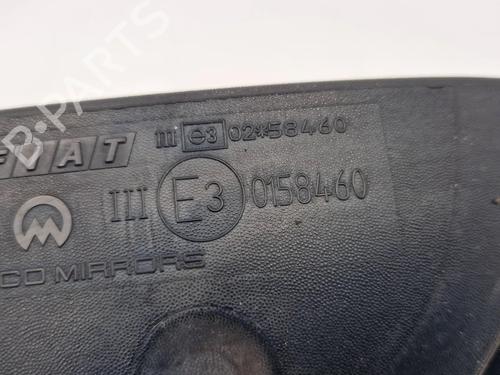 B-PARTS
FIAT
III e3 02*58460
III E3 0158460
CO MIRRORS